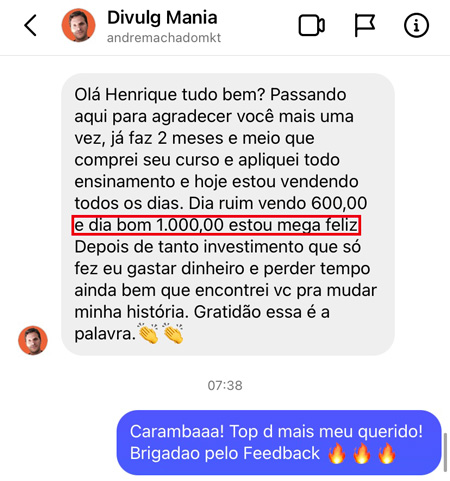 Divulg Mania
andremachadomkt
Olá Henrique tudo bem? Passando
aqui para agradecer você mais uma
vez, já faz 2 meses e meio que
comprei seu curso e apliquei todo
ensinamento e hoje estou vendendo
todos os dias. Dia ruim vendo 600,00
e dia bom 1.000,00 estou mega feliz
Depois de tanto investimento que só
fez eu gastar dinheiro e perder tempo
ainda bem que encontrei vc pra mudar
minha história. Gratidão essa é a
palavra.👏👏
07:38
Carambaaa! Top d mais meu querido!
Brigadao pelo Feedback 🔥🔥🔥